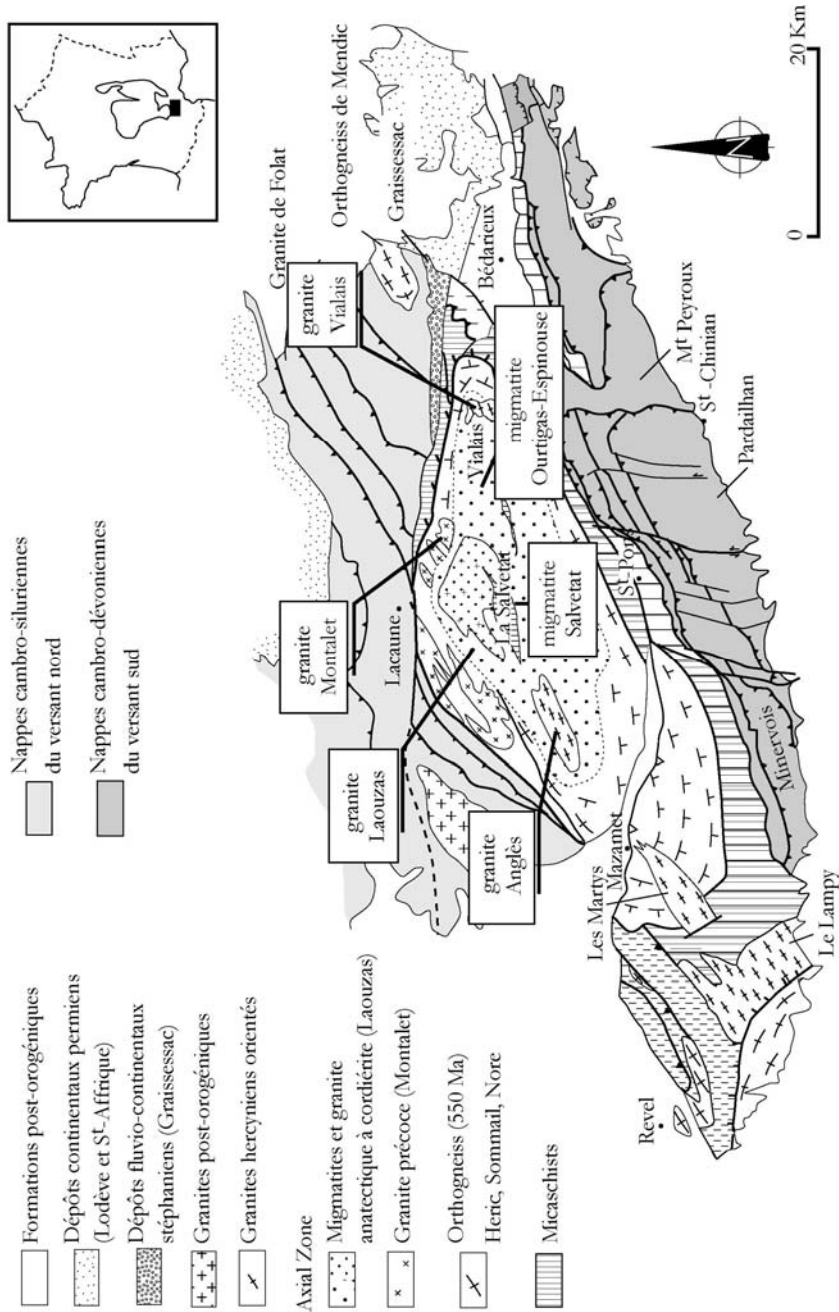 Formations post-orogéniques
Dépôts continentaux permiens
(Lodève et Sᵗ-Affrique)
Dépôts fluvio-continentaux
stéphaniens (Graissessac)
Granites post-orogéniques
Granites hercyniens orientés
Axial Zone
Migmatites et granite
anatectique à cordiérite (Laouzas)
Granite précoce (Montalet)
Orthogneiss (550 Ma)
Heric, Sommail, Nore
Micaschists
Nappes cambro-siluriennes
du versant nord
Nappes cambro-dévoniennes
du versant sud
Granite de Folat
Orthogneiss de Mendic
Graissessac
granite
Vialais
granite
Montalet
granite
Laouzas
granite
Anglès
Lacaune
Bédarieux
Vialais
migmatite
Ourtigas-Espinouse
La Salvetat
migmatite
Salvetat
Sᵗ-Pons
Mᵗ Peyroux
Sᵗ-Chinian
Pardailhan
Minervois
Mazamet
Les Martys
Le Lampy
Revel
N
0
20 Km